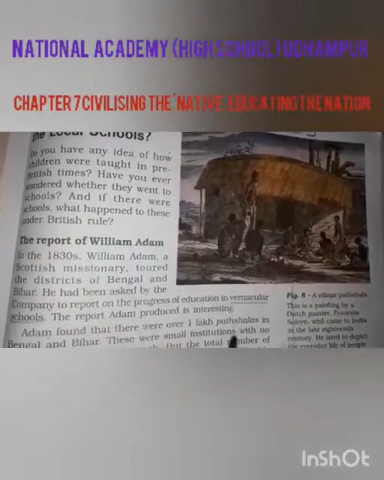 NATIONAL ACADEMY (HIGH SCHOOL) UDHAMPUR
CHAPTER 7 CIVILISING THE "NATIVE" EDUCATING THE NATION
the Local Schools?
Do you have any idea of how
children were taught in pre-
British times? Have you ever
wondered whether they went to
schools? And if there were
schools, what happened to these
under British rule?
The report of William Adam
In the 1830s, William Adam, a
Scottish missionary, toured
the districts of Bengal and
Bihar. He had been asked by the
Company to report on the progress of education in vernacular
schools. The report Adam produced is interesting.
Adam found that there were over 1 lakh pathshalas in
Bengal and Bihar. These were small institutions with no
But the total number of
Fig. 8 – A village pathshala
This is a painting by a
Dutch painter, Francois
Solvyn, who came to India
in the late eighteenth
century. He tried to depict
the everyday life of people
InShOt